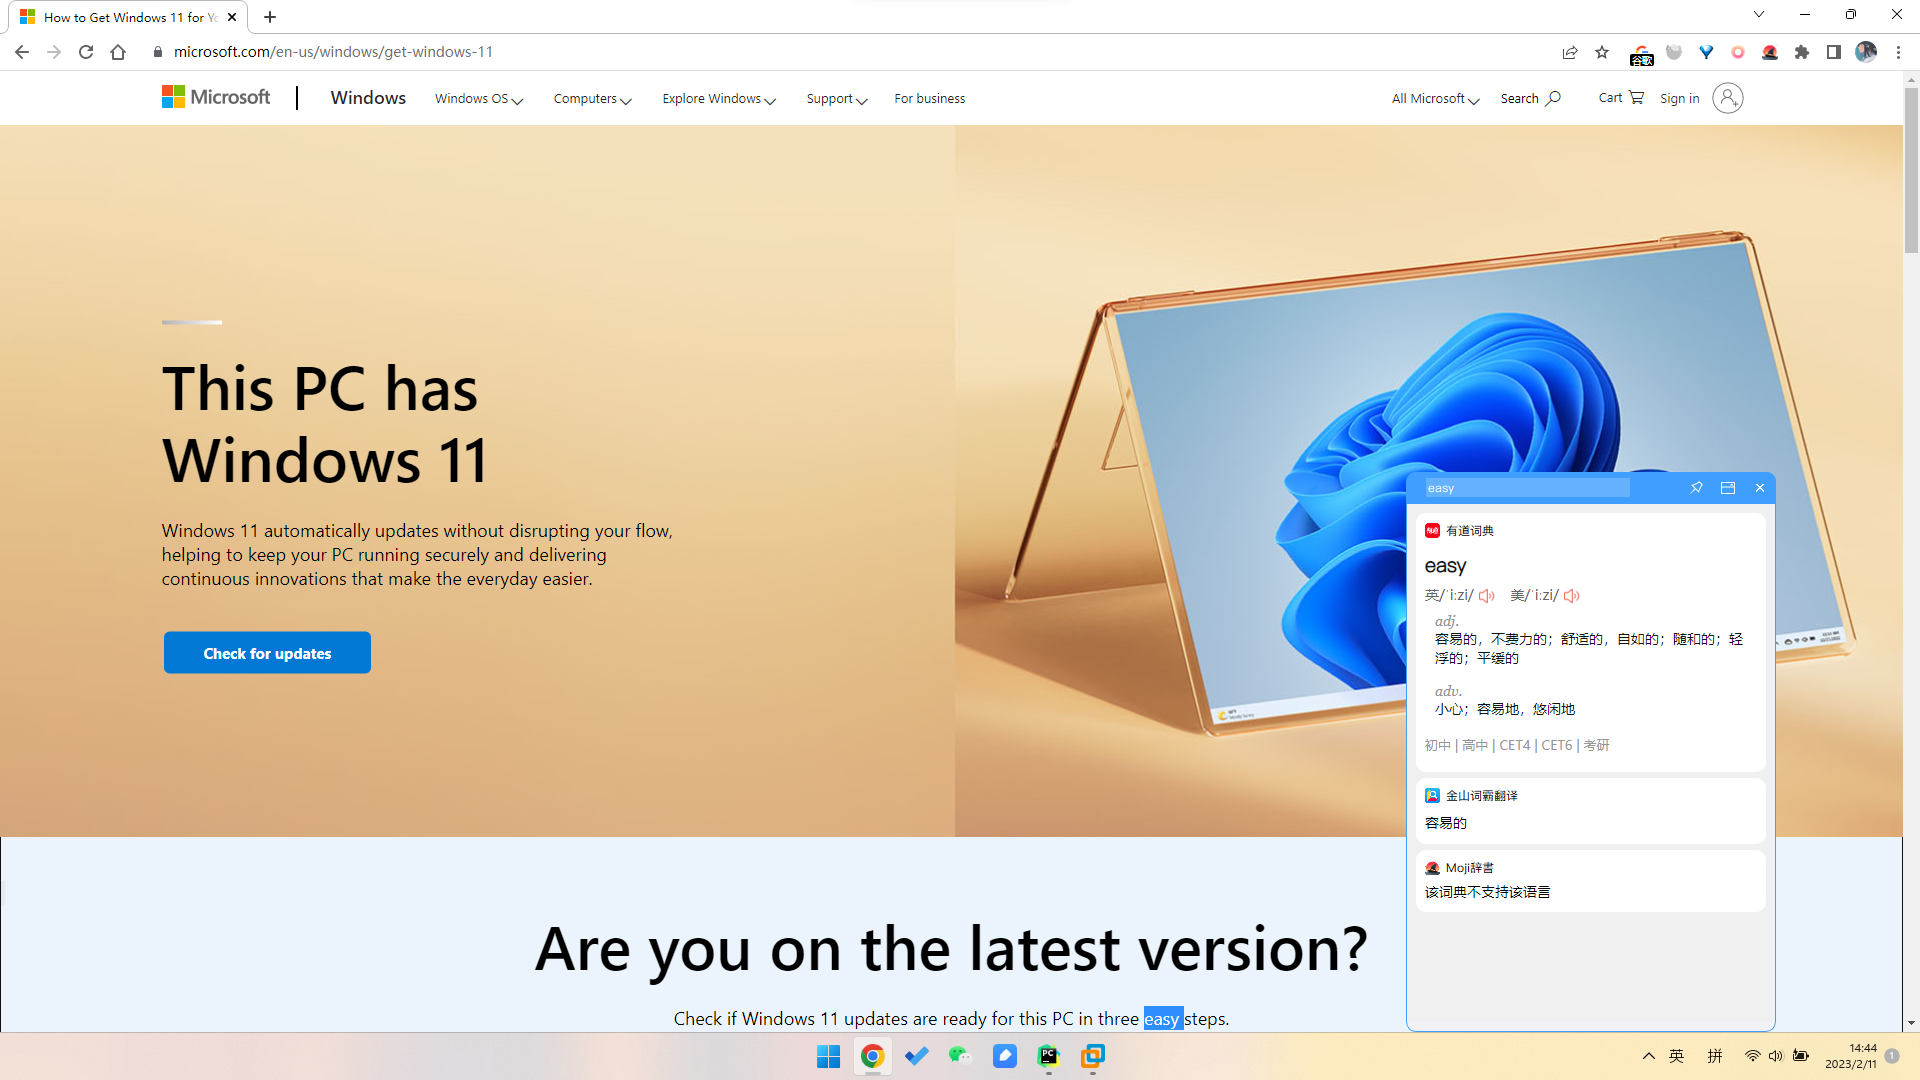 How to Get Windows 11 for Yo
microsoft.com/en-us/windows/get-windows-11
谷歌
Microsoft
Windows
Windows OS
Computers
Explore Windows
Support
For business
All Microsoft
Search
Cart
Sign in
This PC has
Windows 11
Windows 11 automatically updates without disrupting your flow,
helping to keep your PC running securely and delivering
continuous innovations that make the everyday easier.
Check for updates
easy
有道词典
easy
英/ˈi:zi/ 美/ˈi:zi/
adj.
容易的，不费力的；舒适的，自如的；随和的；轻
浮的；平缓的
adv.
小心；容易地，悠闲地
初中 | 高中 | CET4 | CET6 | 考研
金山词霸翻译
容易的
Moji辞書
该词典不支持该语言
Are you on the latest version?
Check if Windows 11 updates are ready for this PC in three easy steps.
英
拼
14:44
2023/2/11
1